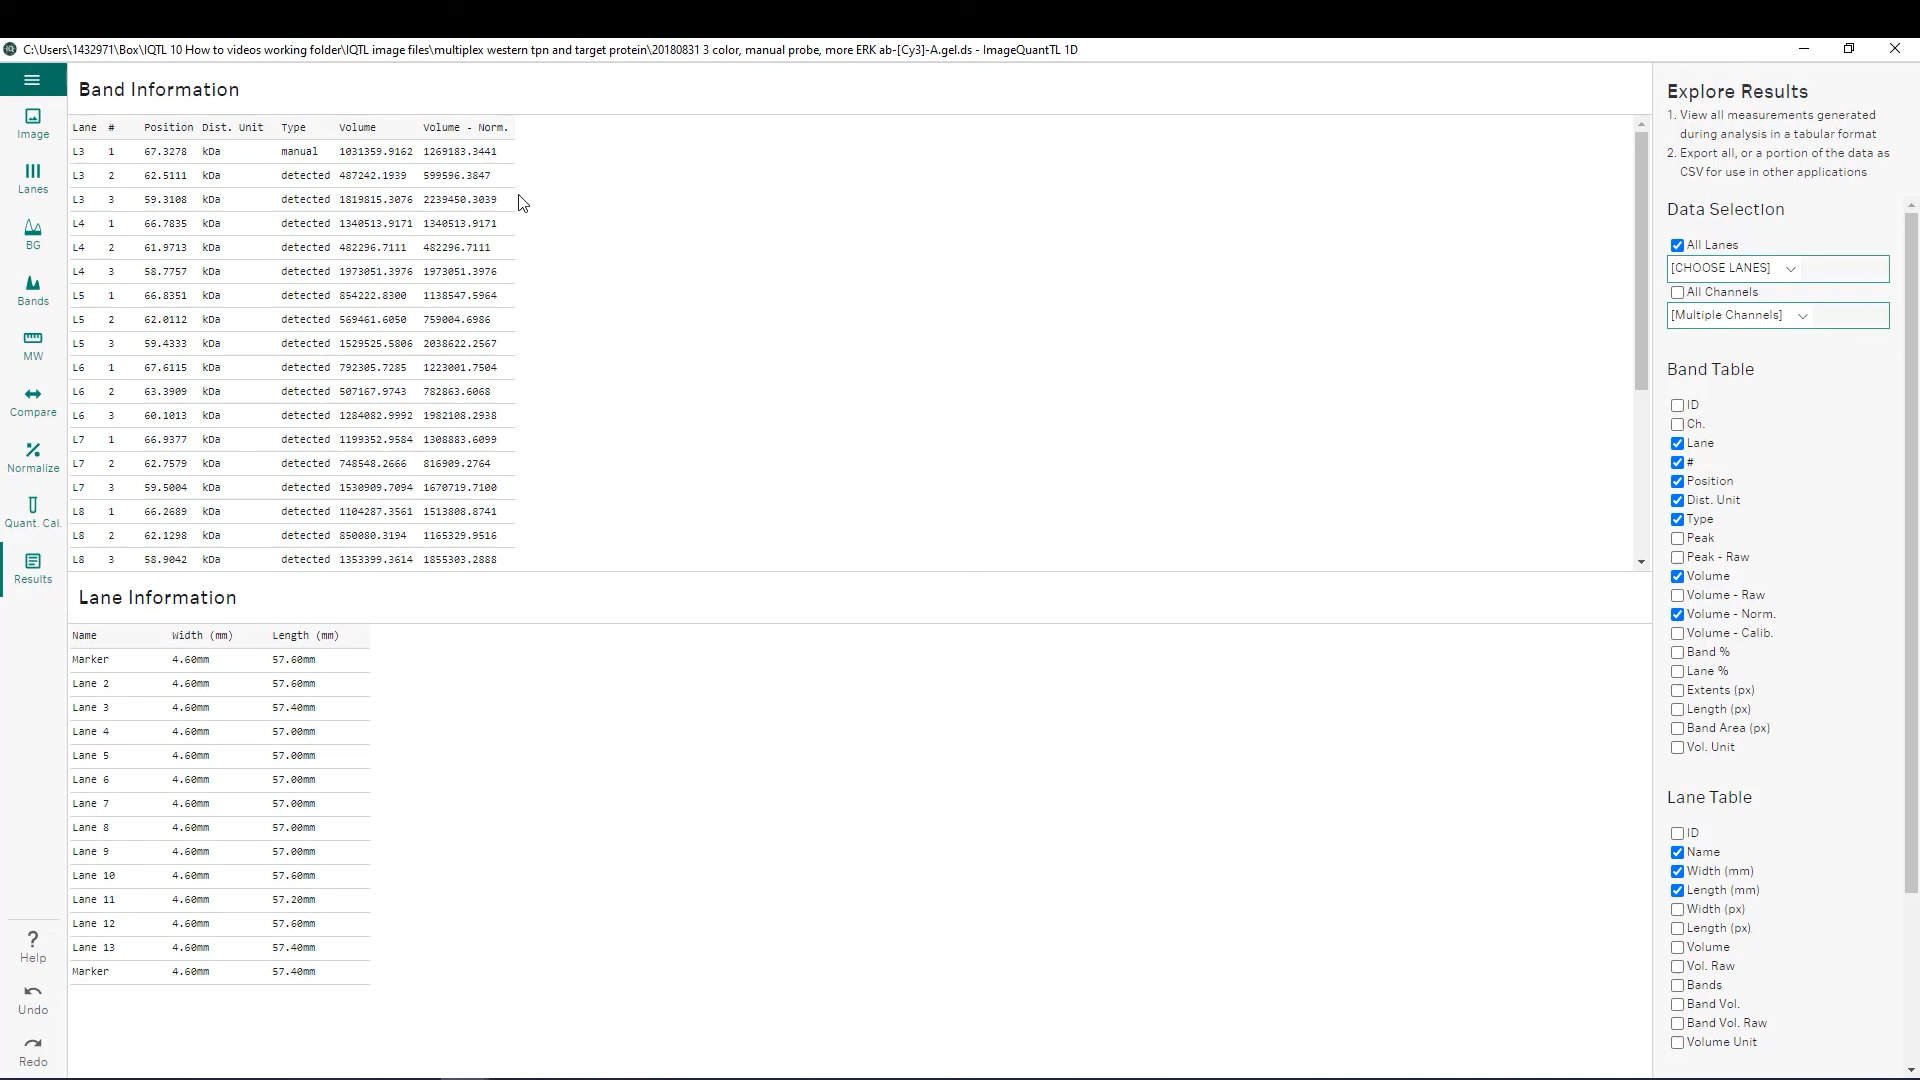 C:\Users\1432971\Box\IQTL 10 How to videos working folder\IQTL image files\multiplex western tpn and target protein\20180831 3 color, manual probe, more ERK ab-[Cy3]-A.gel.ds - ImageQuantTL 1D
Image
Lanes
BG
Bands
MW
Compare
Normalize
Quant. Cal.
Results
Help
Undo
Redo
Band Information
Lane # Position Dist. Unit Type Volume Volume - Norm.
L3 1 67.3278 kDa manual 1031359.9162 1269183.3441
L3 2 62.5111 kDa detected 487242.1939 599596.3847
L3 3 59.3108 kDa detected 1819815.3076 2239450.3039
L4 1 66.7835 kDa detected 1340513.9171 1340513.9171
L4 2 61.9713 kDa detected 482296.7111 482296.7111
L4 3 58.7757 kDa detected 1973051.3976 1973051.3976
L5 1 66.8351 kDa detected 854222.8300 1138547.5964
L5 2 62.0112 kDa detected 569461.6050 759004.6986
L5 3 59.4333 kDa detected 1529525.5806 2038622.2567
L6 1 67.6115 kDa detected 792305.7285 1223001.7504
L6 2 63.3909 kDa detected 507167.9743 782863.6068
L6 3 60.1013 kDa detected 1284082.9992 1982108.2938
L7 1 66.9377 kDa detected 1199352.9584 1308883.6099
L7 2 62.7579 kDa detected 748548.2666 816909.2764
L7 3 59.5004 kDa detected 1530909.7094 1670719.7100
L8 1 66.2689 kDa detected 1104287.3561 1513808.8741
L8 2 62.1298 kDa detected 850080.3194 1165329.9516
L8 3 58.9042 kDa detected 1353399.3614 1855303.2888
Lane Information
Name Width (mm) Length (mm)
Marker 4.60mm 57.60mm
Lane 2 4.60mm 57.60mm
Lane 3 4.60mm 57.40mm
Lane 4 4.60mm 57.00mm
Lane 5 4.60mm 57.00mm
Lane 6 4.60mm 57.00mm
Lane 7 4.60mm 57.00mm
Lane 8 4.60mm 57.00mm
Lane 9 4.60mm 57.00mm
Lane 10 4.60mm 57.60mm
Lane 11 4.60mm 57.20mm
Lane 12 4.60mm 57.60mm
Lane 13 4.60mm 57.40mm
Marker 4.60mm 57.40mm
Explore Results
1. View all measurements generated
during analysis in a tabular format
2. Export all, or a portion of the data as
CSV for use in other applications
Data Selection
All Lanes
[CHOOSE LANES]
All Channels
[Multiple Channels]
Band Table
ID
Ch.
Lane
#
Position
Dist. Unit
Type
Peak
Peak - Raw
Volume
Volume - Raw
Volume - Norm.
Volume - Calib.
Band %
Lane %
Extents (px)
Length (px)
Band Area (px)
Vol. Unit
Lane Table
ID
Name
Width (mm)
Length (mm)
Width (px)
Length (px)
Volume
Vol. Raw
Bands
Band Vol.
Band Vol. Raw
Volume Unit